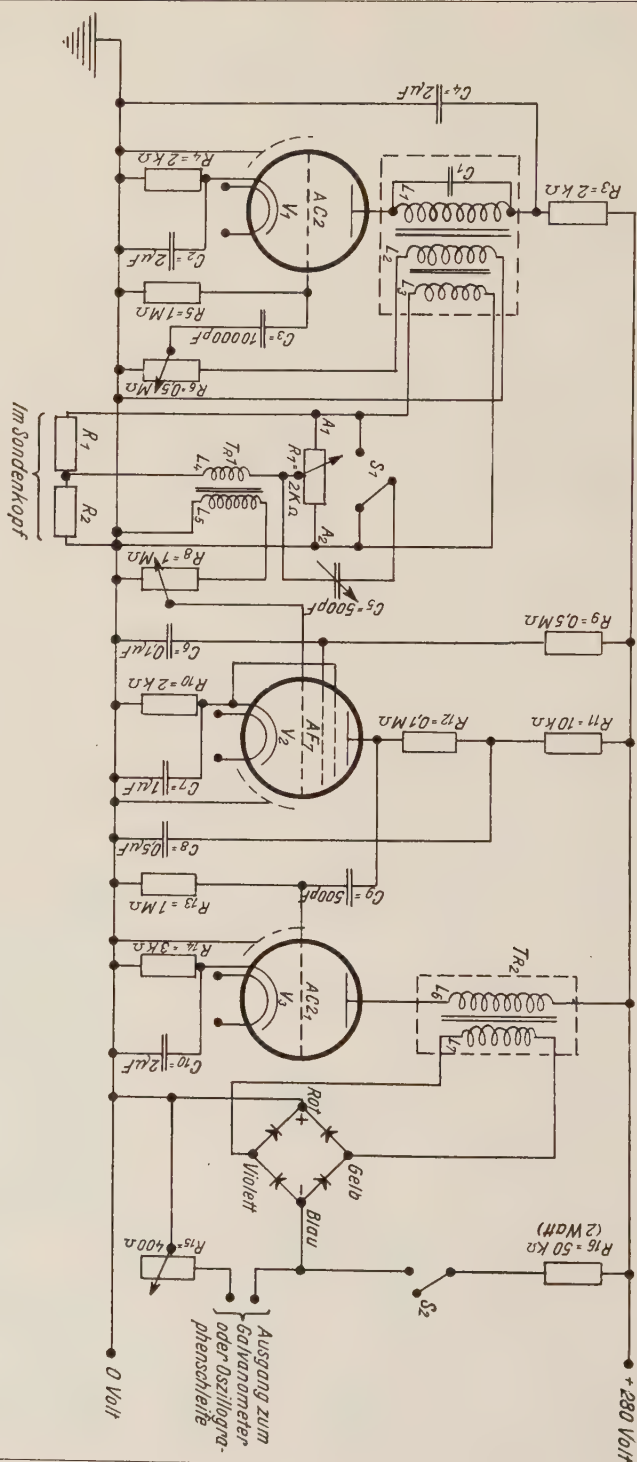 R3=2kΩ
C4=2µF
C1
L1
L2
L3
AC2
V1
R4=2kΩ
C2=2µF
R5=1MΩ
C3=10000pF
R6=0,5MΩ
Im Sondenkopf
R1
R2
A1
R7=2KΩ
A2
S1
TR1
L4
L5
C5=500pF
R8=1MΩ
C6=0,1µF
R9=0,5MΩ
R10=2kΩ
AF7
V2
C7=1µF
R12=0,1MΩ
R11=10kΩ
C8=0,5µF
C9=500pF
R13=1MΩ
R14=3kΩ
AC21
V3
C10=2µF
TR2
L6
L7
Rot
+
Gelb
Violett
-
Blau
R15=400Ω
S2
R16=50kΩ
(2Watt)
Ausgang zum
Galvanometer
oder Oszillogra-
phenschleife
0 Volt
+280 Volt